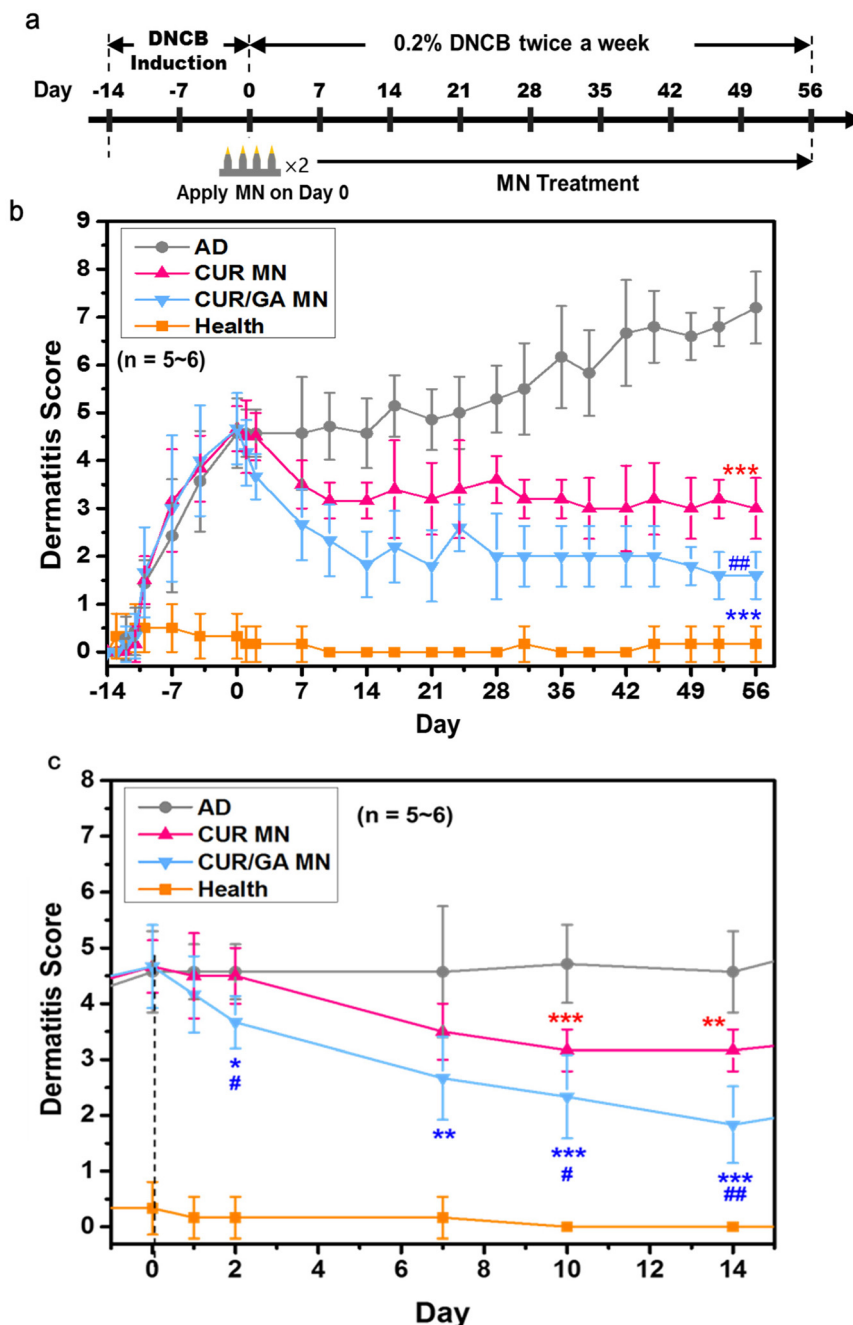 a
DNCB
Induction
0.2% DNCB twice a week
Day -14 -7 0 7 14 21 28 35 42 49 56
×2
Apply MN on Day 0
MN Treatment
b
9
8
7
6
5
4
3
2
1
0
Dermatitis Score
AD
CUR MN
CUR/GA MN
Health
(n = 5~6)
***
##
***
-14 -7 0 7 14 21 28 35 42 49 56
Day
c
8
7
6
5
4
3
2
1
0
Dermatitis Score
AD
CUR MN
CUR/GA MN
Health
(n = 5~6)
*** **
*
#
**
***
#
***
##
0 2 4 6 8 10 12 14
Day